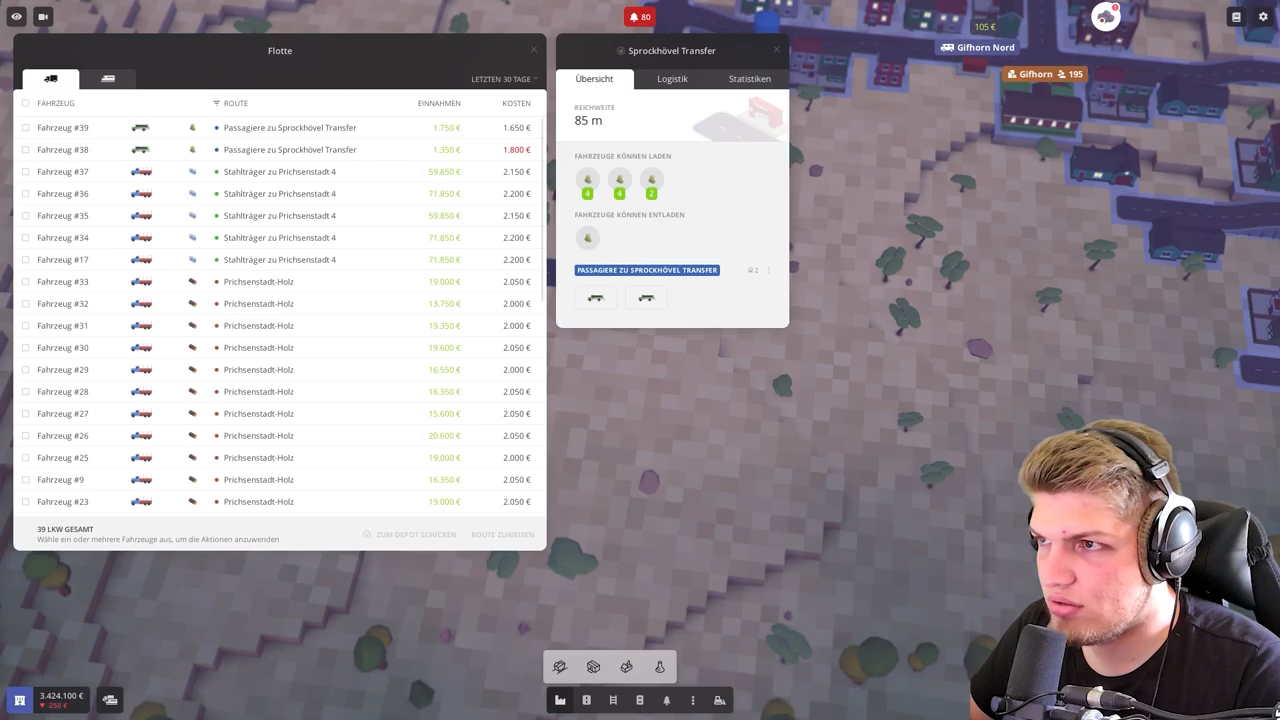 80
105 €
Gifhorn Nord
Gifhorn 195
Flotte
LETZTEN 30 TAGE
FAHRZEUG ROUTE EINNAHMEN KOSTEN
Fahrzeug #39 Passagiere zu Sprockhövel Transfer 1.750 € 1.650 €
Fahrzeug #38 Passagiere zu Sprockhövel Transfer 1.350 € 1.800 €
Fahrzeug #37 Stahlträger zu Prichsenstadt 4 59.850 € 2.150 €
Fahrzeug #36 Stahlträger zu Prichsenstadt 4 71.850 € 2.200 €
Fahrzeug #35 Stahlträger zu Prichsenstadt 4 59.850 € 2.150 €
Fahrzeug #34 Stahlträger zu Prichsenstadt 4 71.850 € 2.200 €
Fahrzeug #17 Stahlträger zu Prichsenstadt 4 71.850 € 2.200 €
Fahrzeug #33 Prichsenstadt-Holz 19.000 € 2.050 €
Fahrzeug #32 Prichsenstadt-Holz 13.750 € 2.000 €
Fahrzeug #31 Prichsenstadt-Holz 19.350 € 2.000 €
Fahrzeug #30 Prichsenstadt-Holz 19.600 € 2.050 €
Fahrzeug #29 Prichsenstadt-Holz 16.550 € 2.000 €
Fahrzeug #28 Prichsenstadt-Holz 16.350 € 2.050 €
Fahrzeug #27 Prichsenstadt-Holz 15.600 € 2.050 €
Fahrzeug #26 Prichsenstadt-Holz 20.600 € 2.050 €
Fahrzeug #25 Prichsenstadt-Holz 19.000 € 2.000 €
Fahrzeug #9 Prichsenstadt-Holz 16.350 € 2.050 €
Fahrzeug #23 Prichsenstadt-Holz 19.000 € 2.050 €
39 LKW GESAMT
Wähle ein oder mehrere Fahrzeuge aus, um die Aktionen anzuwenden
ZUM DEPOT SCHICKEN ROUTE ZUWEISEN
Sprockhövel Transfer
Übersicht Logistik Statistiken
REICHWEITE
85 m
FAHRZEUGE KÖNNEN LADEN
4 4 2
FAHRZEUGE KÖNNEN ENTLADEN
PASSAGIERE ZU SPROCKHÖVEL TRANSFER 2
3.424.100 €
-250 €